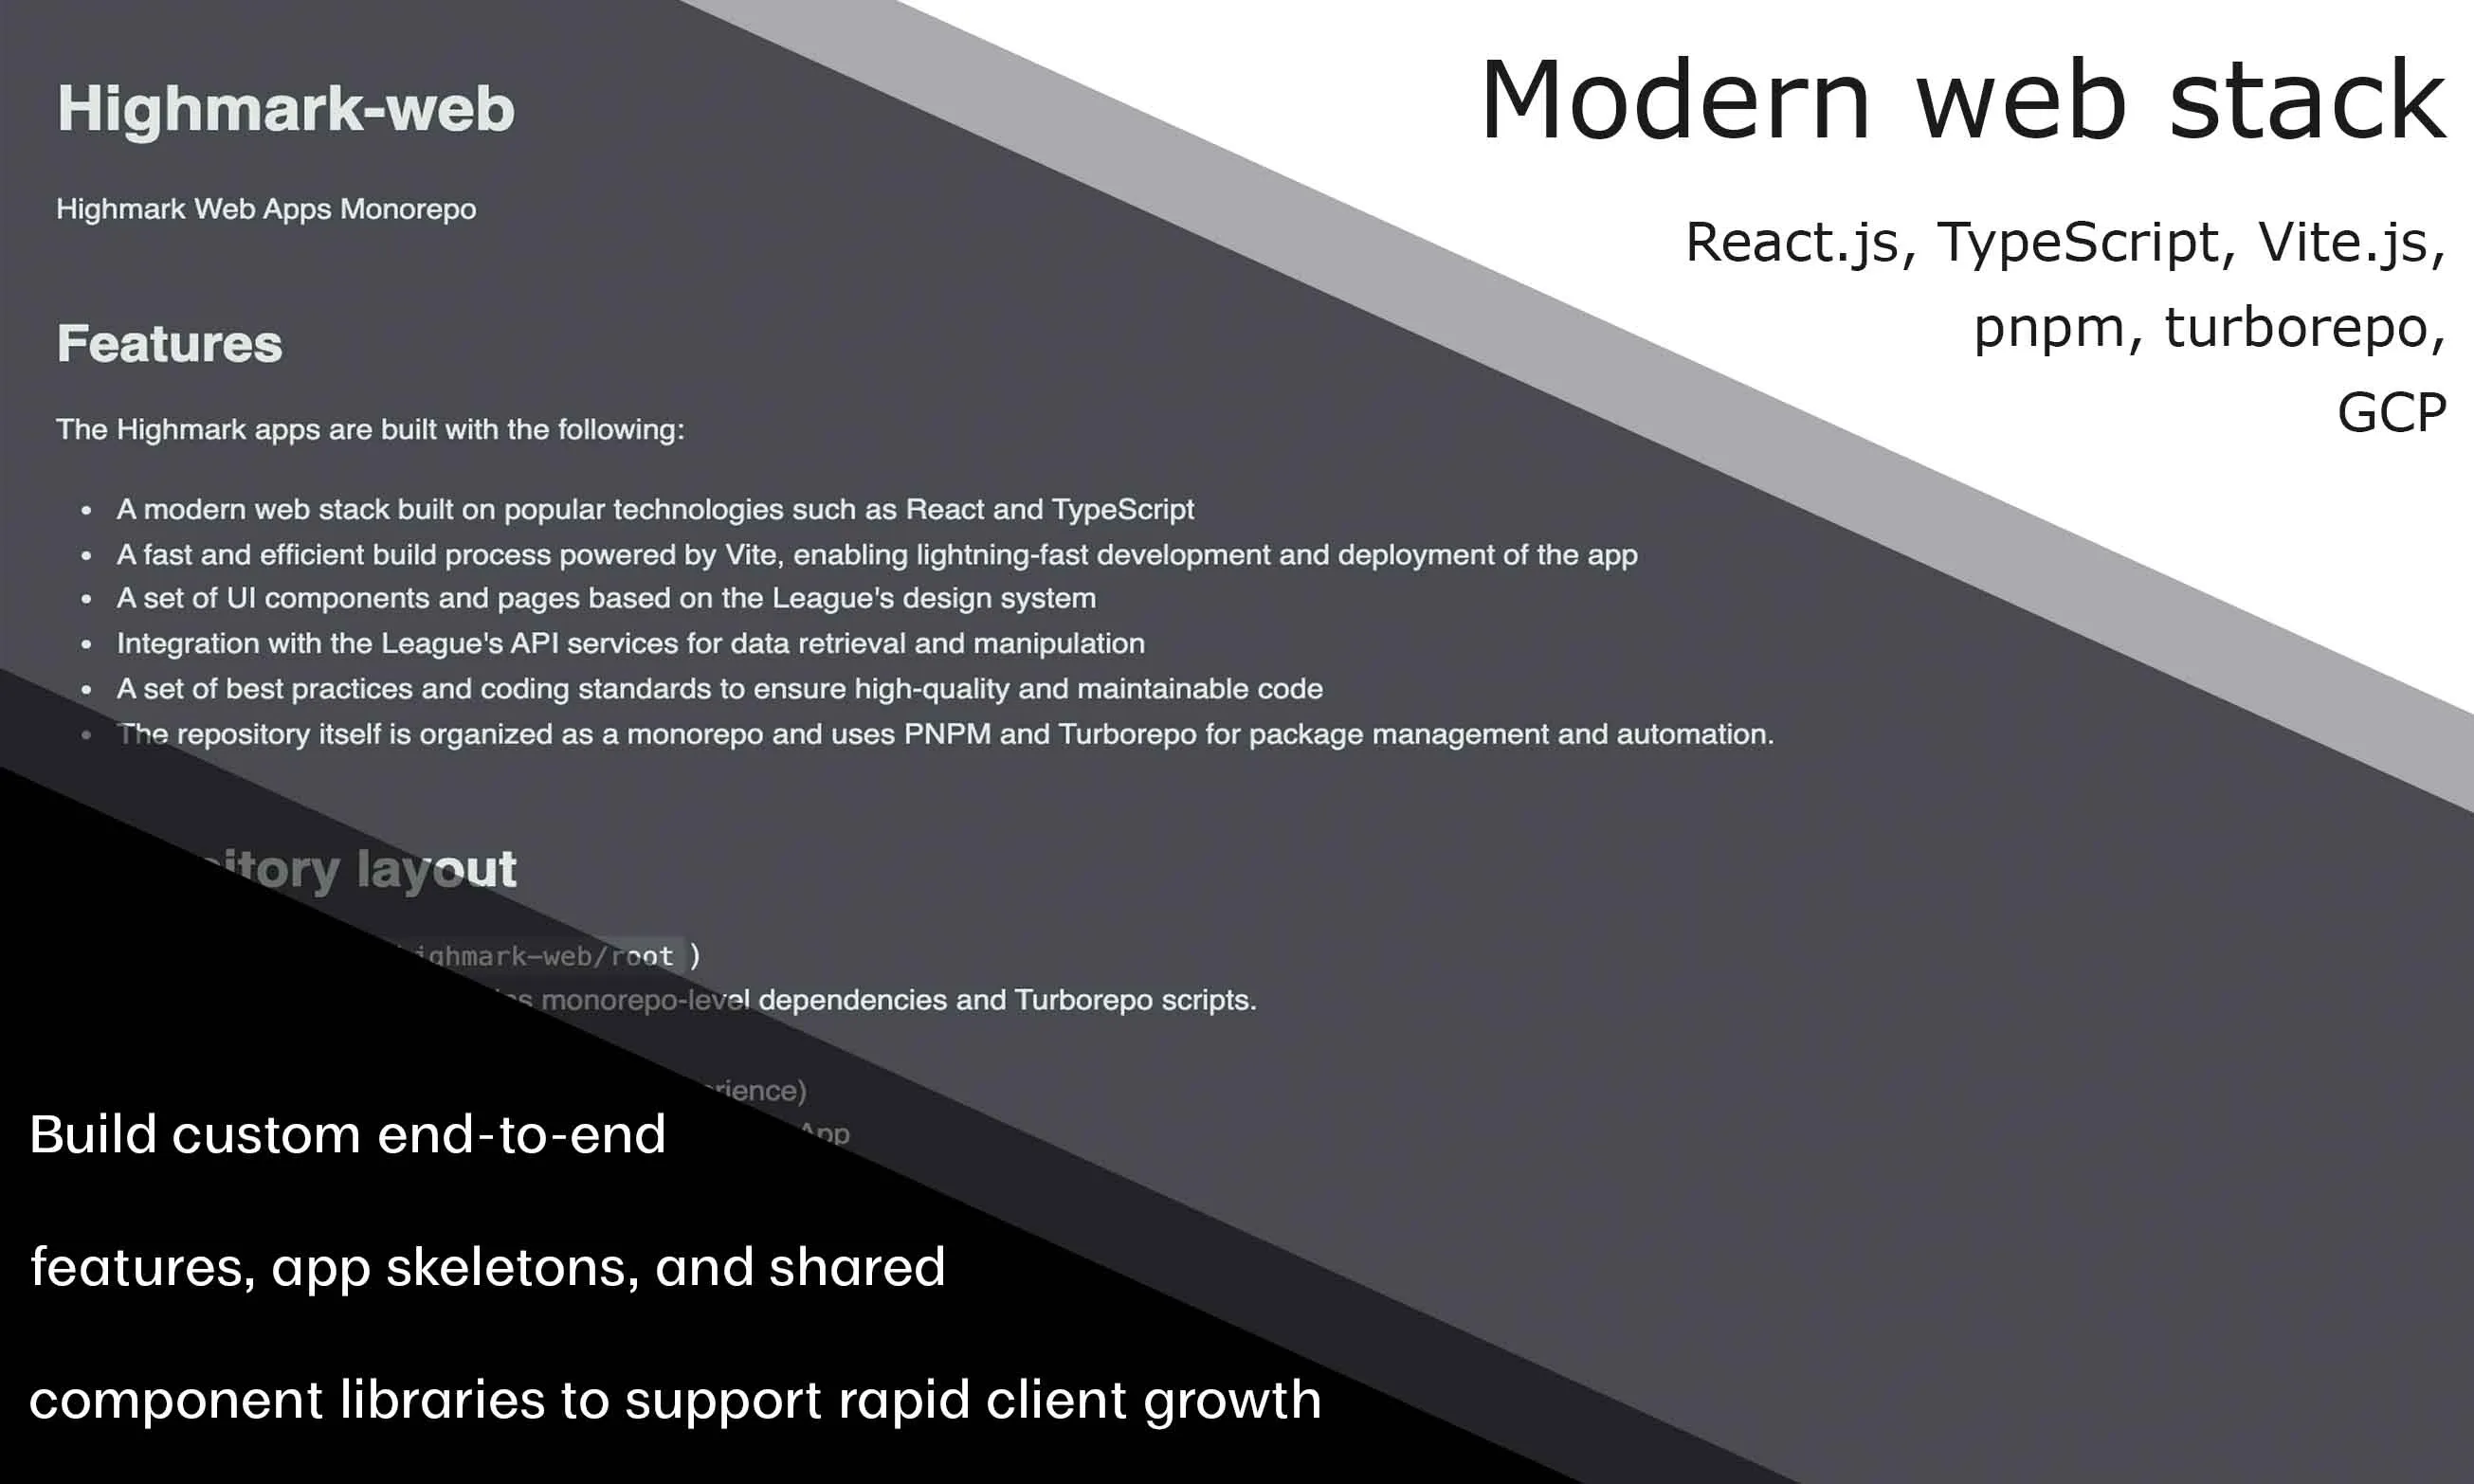 Modern web stack
React.js, TypeScript, Vite.js,
pnpm, turborepo,
GCP
Highmark-web
Highmark Web Apps Monorepo
Features
The Highmark apps are built with the following:
• A modern web stack built on popular technologies such as React and TypeScript
• A fast and efficient build process powered by Vite, enabling lightning-fast development and deployment of the app
• A set of UI components and pages based on the League's design system
• Integration with the League's API services for data retrieval and manipulation
• A set of best practices and coding standards to ensure high-quality and maintainable code
• The repository itself is organized as a monorepo and uses PNPM and Turborepo for package management and automation.
layout
ighmark-web/root )
monorepo-level dependencies and Turborepo scripts.
rience)
App
Build custom end-to-end
features, app skeletons, and shared
component libraries to support rapid client growth